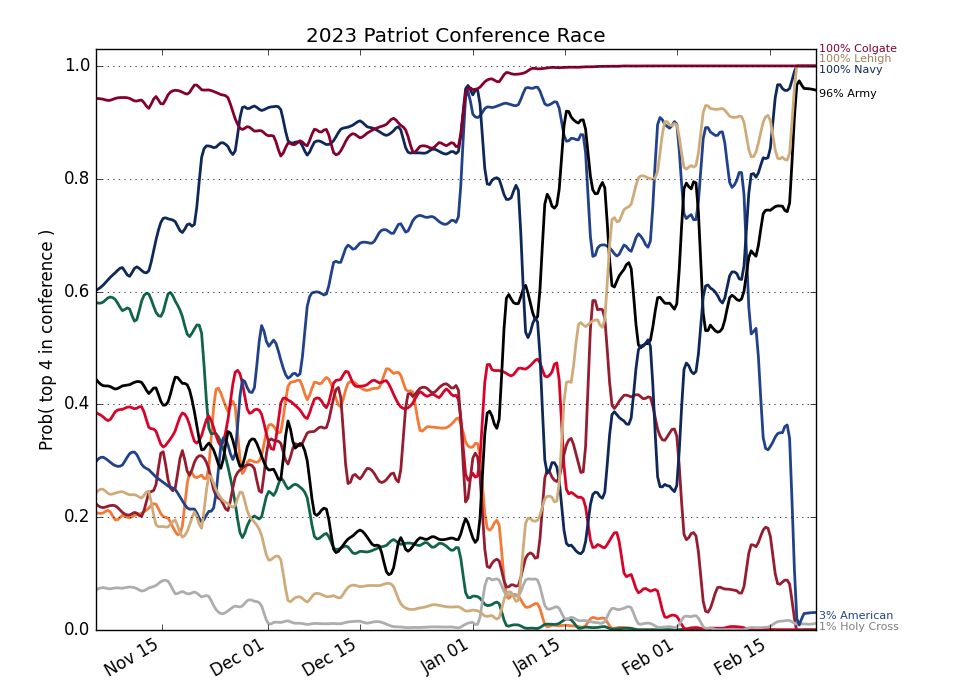 2023 Patriot Conference Race
100% Colgate
100% Lehigh
100% Navy
96% Army
3% American
1% Holy Cross
Prob( top 4 in conference )
1.0
0.8
0.6
0.4
0.2
0.0
Nov 15
Dec 01
Dec 15
Jan 01
Jan 15
Feb 01
Feb 15